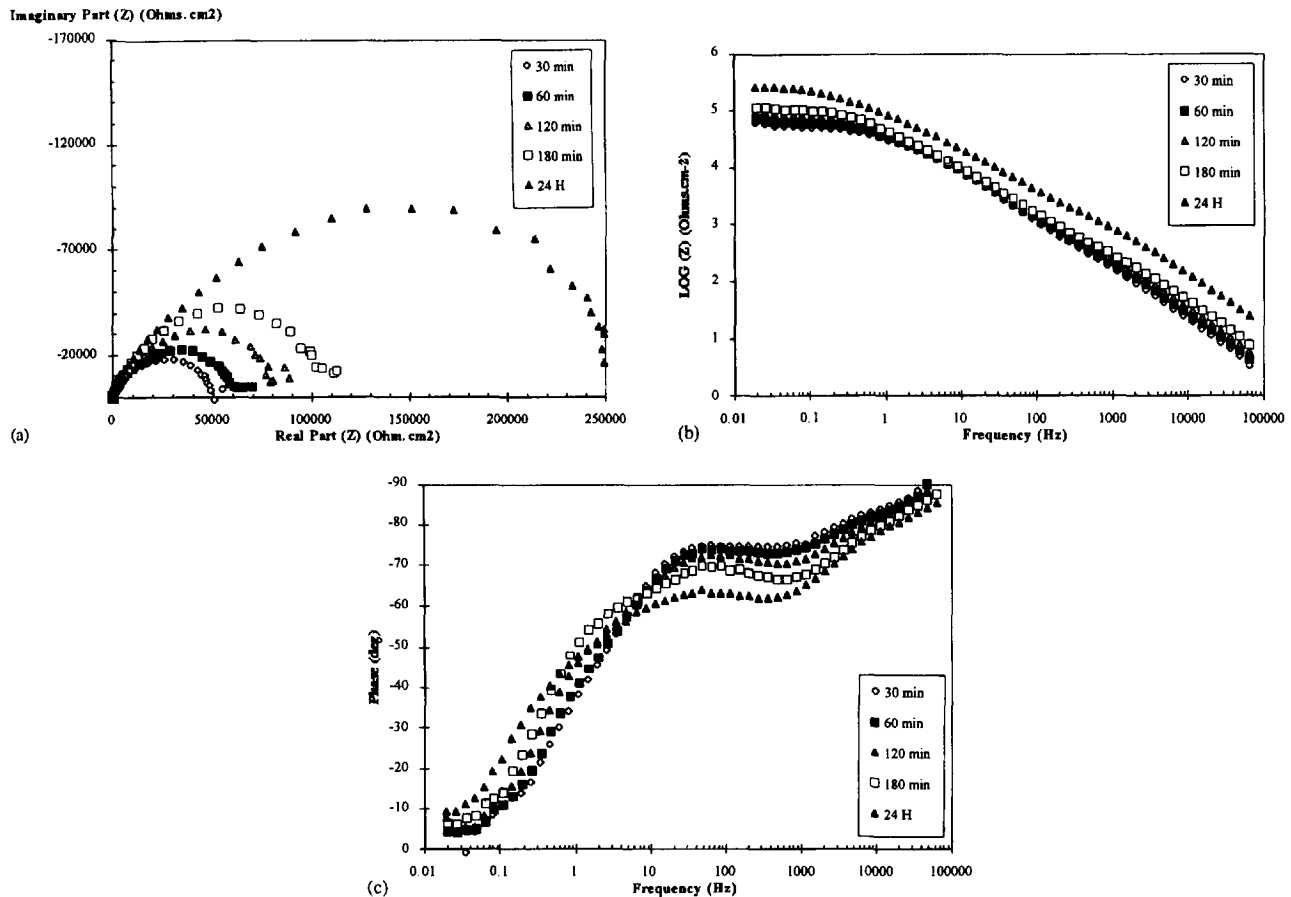 Imaginary Part (Z) (Ohms. cm2)
-170000
-120000
-70000
-20000
30 min
60 min
120 min
180 min
24 H
0
50000
100000
150000
200000
250000
Real Part (Z) (Ohm. cm2)
(a)
6
5
4
3
2
1
0
LOG (Z) (Ohms.cm-2)
30 min
60 min
120 min
180 min
24 H
0.01
0.1
1
10
100
1000
10000
100000
Frequency (Hz)
(b)
-90
-80
-70
-60
-50
-40
-30
-20
-10
0
Phase (deg)
30 min
60 min
120 min
180 min
24 H
0.01
0.1
1
10
100
1000
10000
100000
Frequency (Hz)
(c)